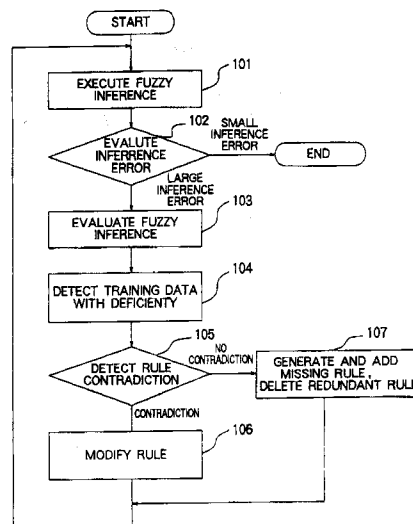 START
101
EXECUTE FUZZY
INFERENCE
102
EVALUTE
INFERRENCE
ERROR
SMALL
INFERENCE
ERROR
END
LARGE
INFERENCE
ERROR
103
EVALUATE FUZZY
INFERENCE
104
DETECT TRAINING DATA
WITH DEFICIENTY
105
DETECT RULE
CONTRADICTION
NO
CONTRADICTION
107
GENERATE AND ADD
MISSING RULE,
DELETE REDUNDANT RULE
CONTRADICTION
106
MODIFY RULE